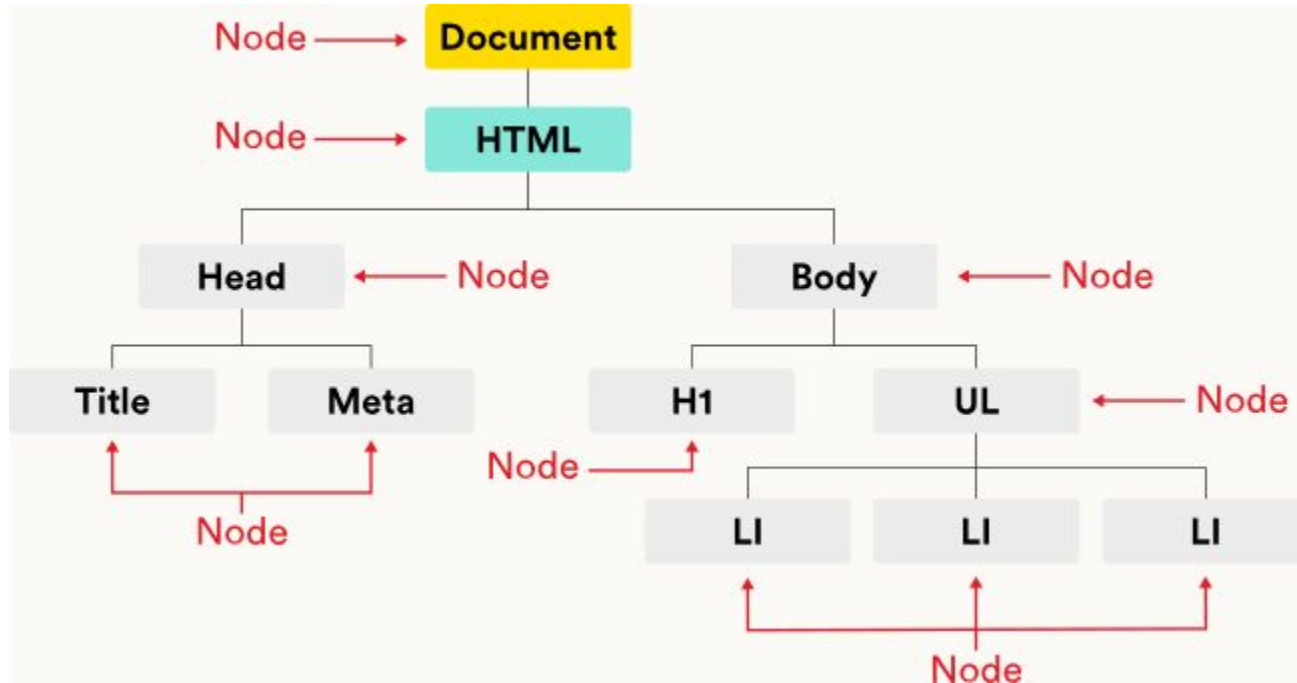 Node Document
Node HTML
Head Node Body Node
Title Meta H1 UL Node
Node
Node
LI LI LI
Node